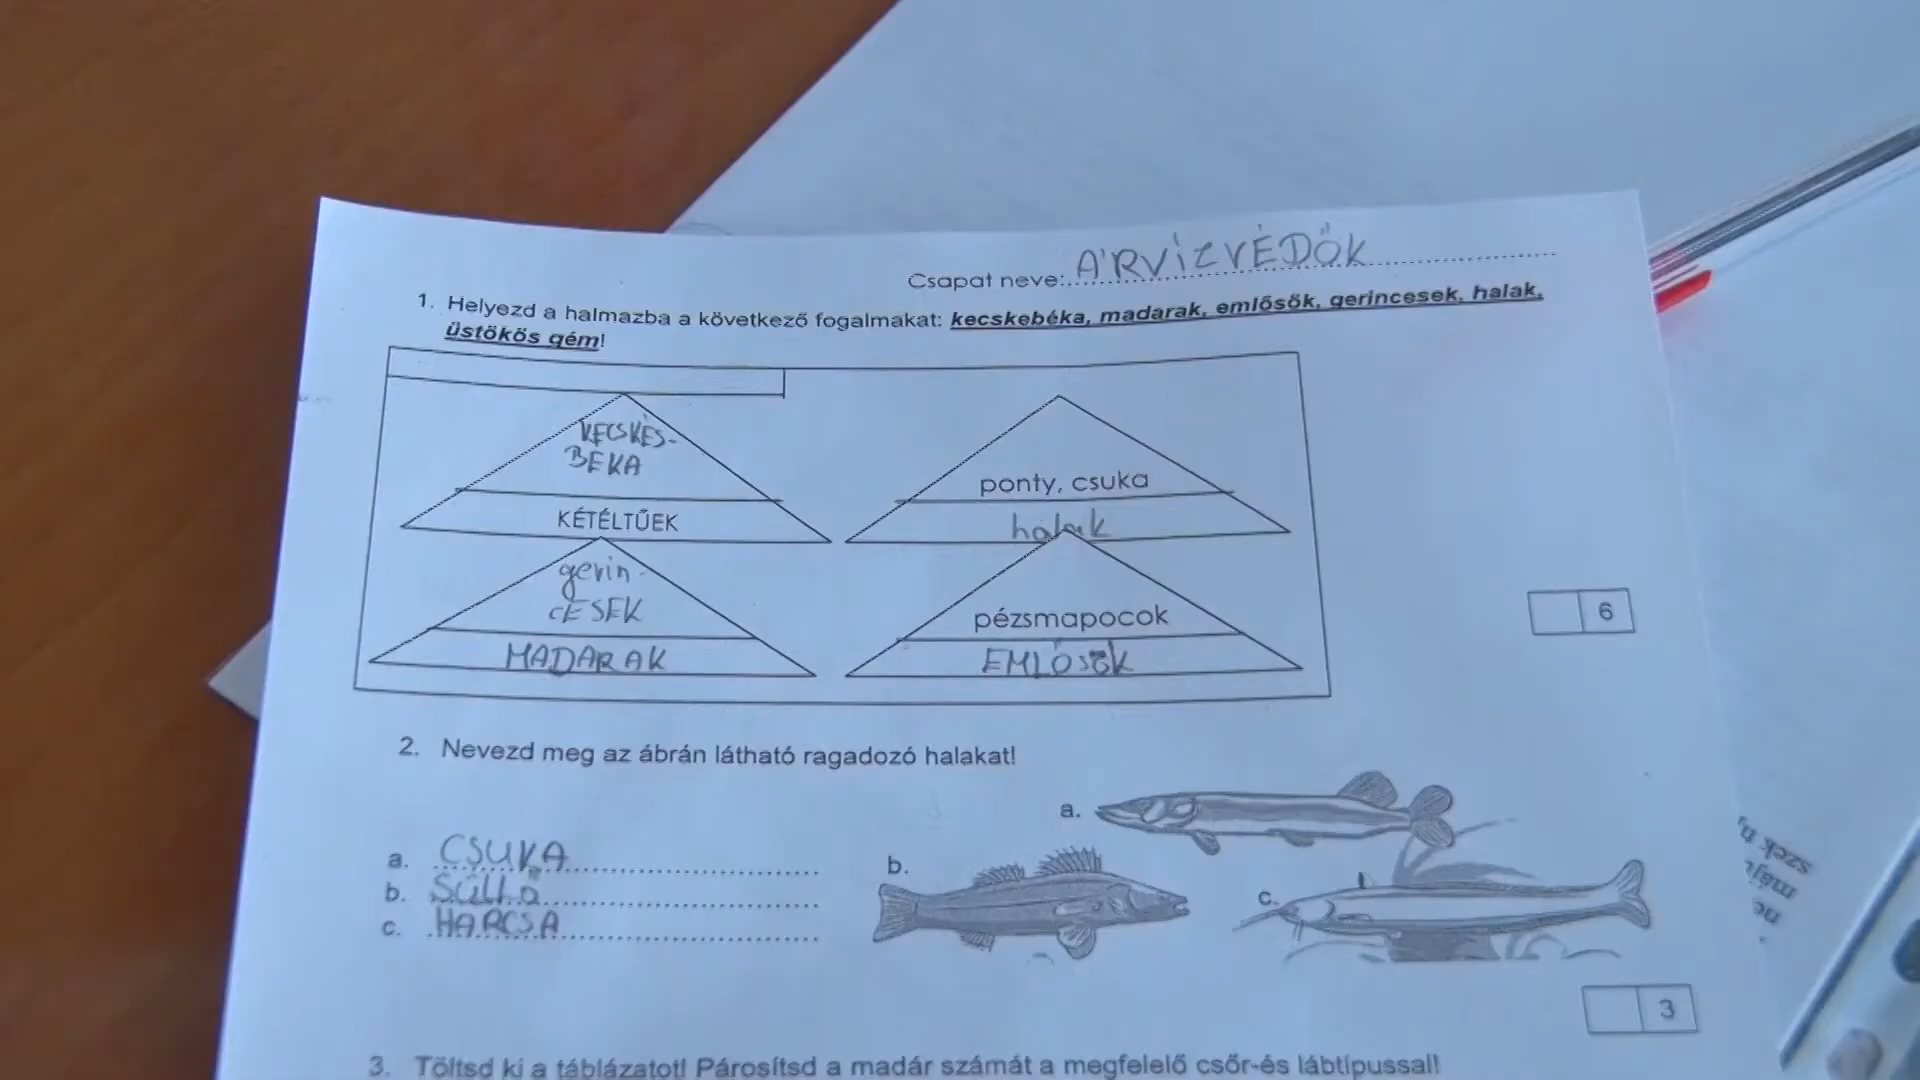 Csapat neve: ÁRVÍZVÉDŐK
1. Helyezd a halmazba a következő fogalmakat: kecskebéka, madarak, emlősök, gerincesek, halak,
üstökös gém!
KECSKÉS-
BÉKA
ponty, csuka
KÉTÉLTŰEK
halak
gerin-
CESEK
pézsmapocok
MADARAK
EMLŐSÖK
6
2. Nevezd meg az ábrán látható ragadozó halakat!
a.
a. CSUKA
b.
b. SÜLLŐ
c.
c. HARCSA
3
3. Töltsd ki a táblázatot! Párosítsd a madár számát a megfelelő csőr-és lábtípussal!